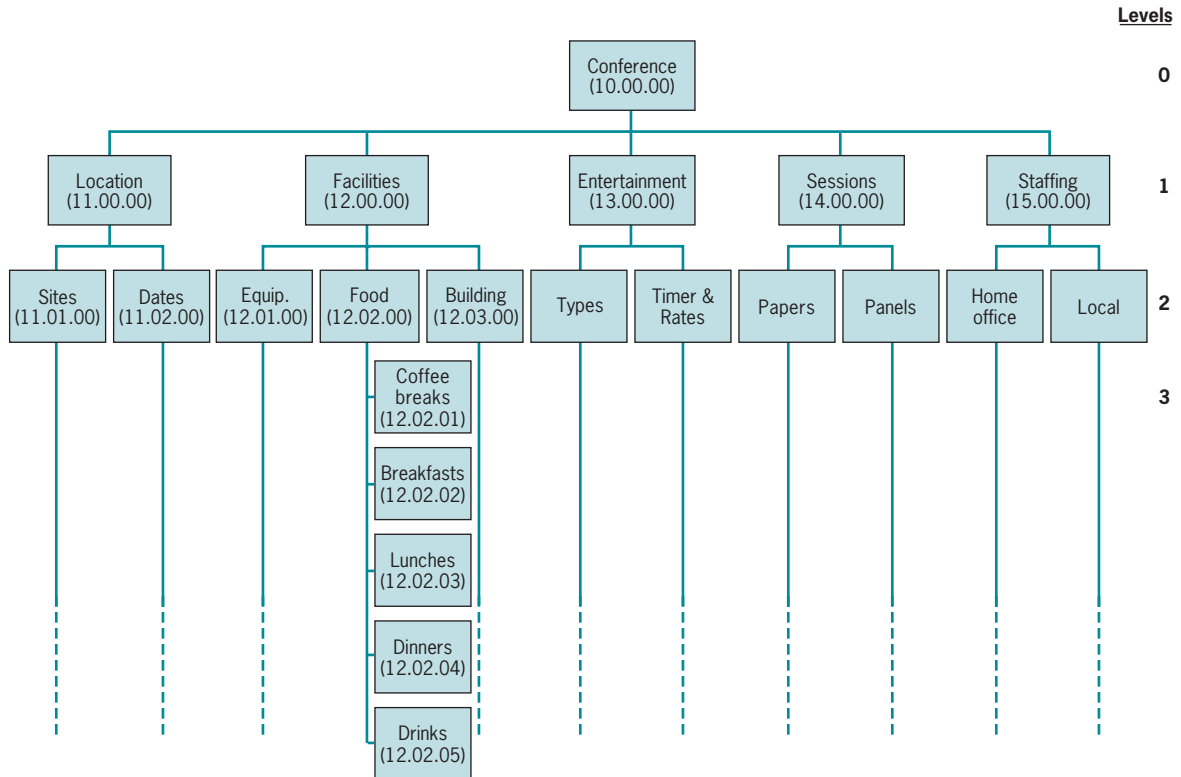 Levels
Conference
(10.00.00)
0
Location
(11.00.00)
Facilities
(12.00.00)
Entertainment
(13.00.00)
Sessions
(14.00.00)
Staffing
(15.00.00)
1
Sites
(11.01.00)
Dates
(11.02.00)
Equip.
(12.01.00)
Food
(12.02.00)
Building
(12.03.00)
Types
Timer &
Rates
Papers
Panels
Home
office
Local
2
Coffee
breaks
(12.02.01)
3
Breakfasts
(12.02.02)
Lunches
(12.02.03)
Dinners
(12.02.04)
Drinks
(12.02.05)